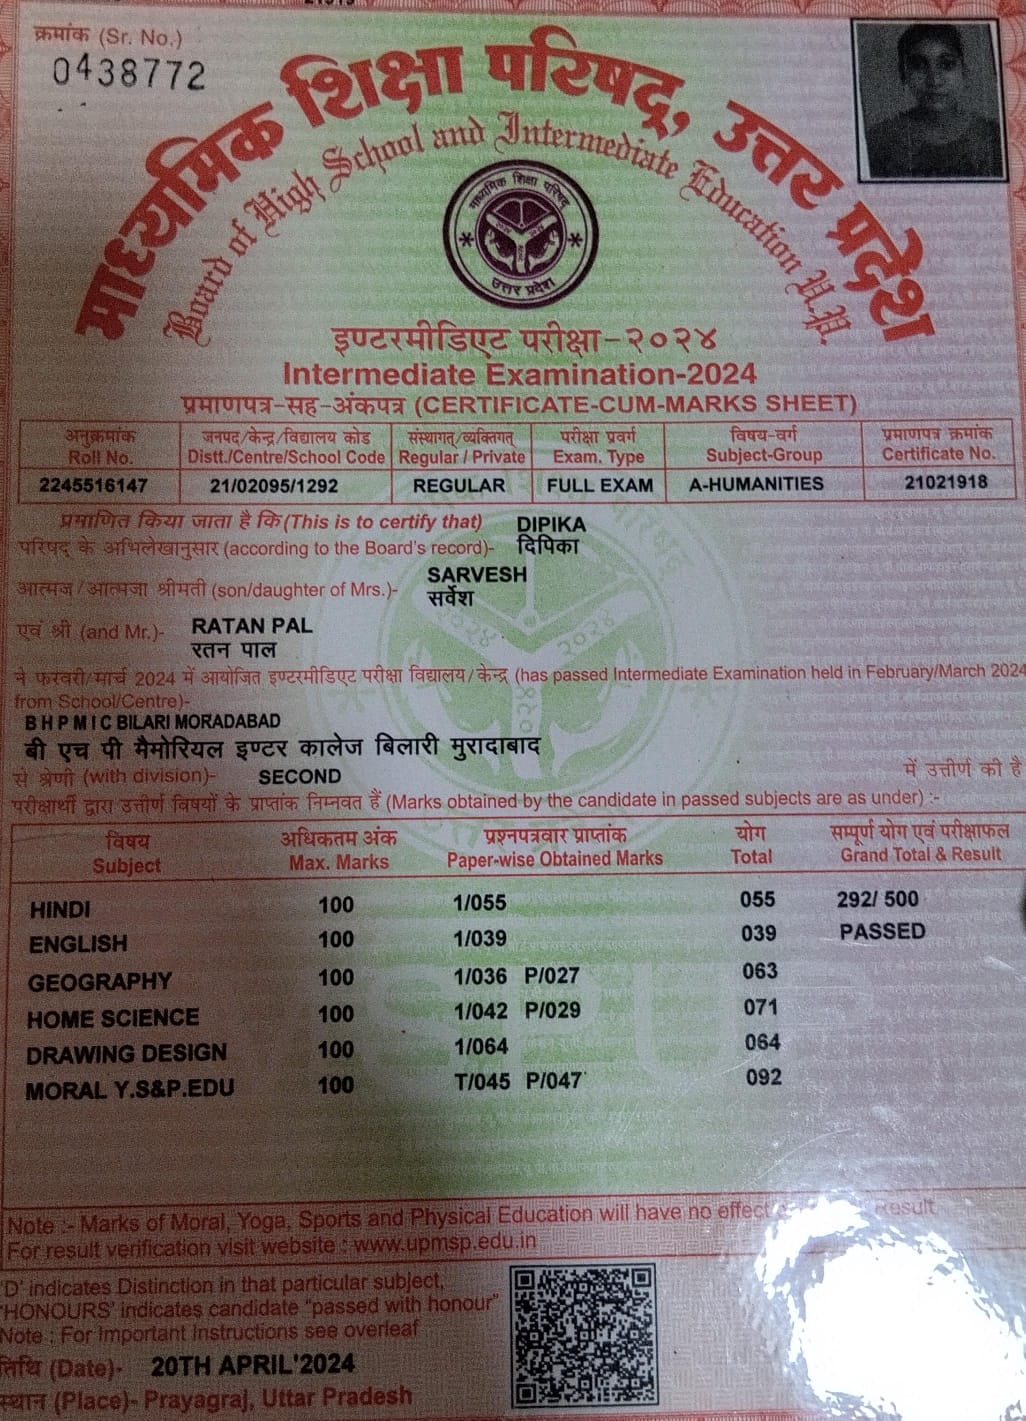 क्रमांक (Sr. No.)
0438772
माध्यमिक शिक्षा परिषद्, उत्तर प्रदेश
Board of High School and Intermediate Education U.P.
माध्यमिक शिक्षा परिषद्
उत्तर प्रदेश
इण्टरमीडिएट परीक्षा-२०२४
Intermediate Examination-2024
प्रमाणपत्र-सह-अंकपत्र (CERTIFICATE-CUM-MARKS SHEET)
अनुक्रमांक जनपद/केन्द्र/विद्यालय कोड संस्थागत्/व्यक्तिगत् परीक्षा प्रवर्ग विषय-वर्ग प्रमाणपत्र क्रमांक
Roll No. Distt./Centre/School Code Regular / Private Exam. Type Subject-Group Certificate No.
2245516147 21/02095/1292 REGULAR FULL EXAM A-HUMANITIES 21021918
प्रमाणित किया जाता है कि (This is to certify that) DIPIKA
परिषद् के अभिलेखानुसार (according to the Board's record)- दिपिका
SARVESH
आत्मज/आत्मजा श्रीमती (son/daughter of Mrs.)- सर्वेश
एवं श्री (and Mr.)- RATAN PAL
रतन पाल
ने फरवरी/मार्च 2024 में आयोजित इण्टरमीडिएट परीक्षा विद्यालय/केन्द्र (has passed Intermediate Examination held in February/March 2024
from School/Centre)-
B H P M I C BILARI MORADABAD
बी एच पी मैमोरियल इण्टर कालेज बिलारी मुरादाबाद
से श्रेणी (with division)- SECOND में उत्तीर्ण की है
परीक्षार्थी द्वारा उत्तीर्ण विषयों के प्राप्तांक निम्नवत हैं (Marks obtained by the candidate in passed subjects are as under) :-
विषय अधिकतम अंक प्रश्नपत्रवार प्राप्तांक योग सम्पूर्ण योग एवं परीक्षाफल
Subject Max. Marks Paper-wise Obtained Marks Total Grand Total & Result
HINDI 100 1/055 055 292/ 500
ENGLISH 100 1/039 039 PASSED
GEOGRAPHY 100 1/036 P/027 063
HOME SCIENCE 100 1/042 P/029 071
DRAWING DESIGN 100 1/064 064
MORAL Y.S&P.EDU 100 T/045 P/047 092
Note :- Marks of Moral, Yoga, Sports and Physical Education will have no effect Result
For result verification visit website : www.upmsp.edu.in
'D' indicates Distinction in that particular subject,
'HONOURS' indicates candidate "passed with honour"
Note : For Important Instructions see overleaf
तिथि (Date)- 20TH APRIL'2024
स्थान (Place)- Prayagraj, Uttar Pradesh